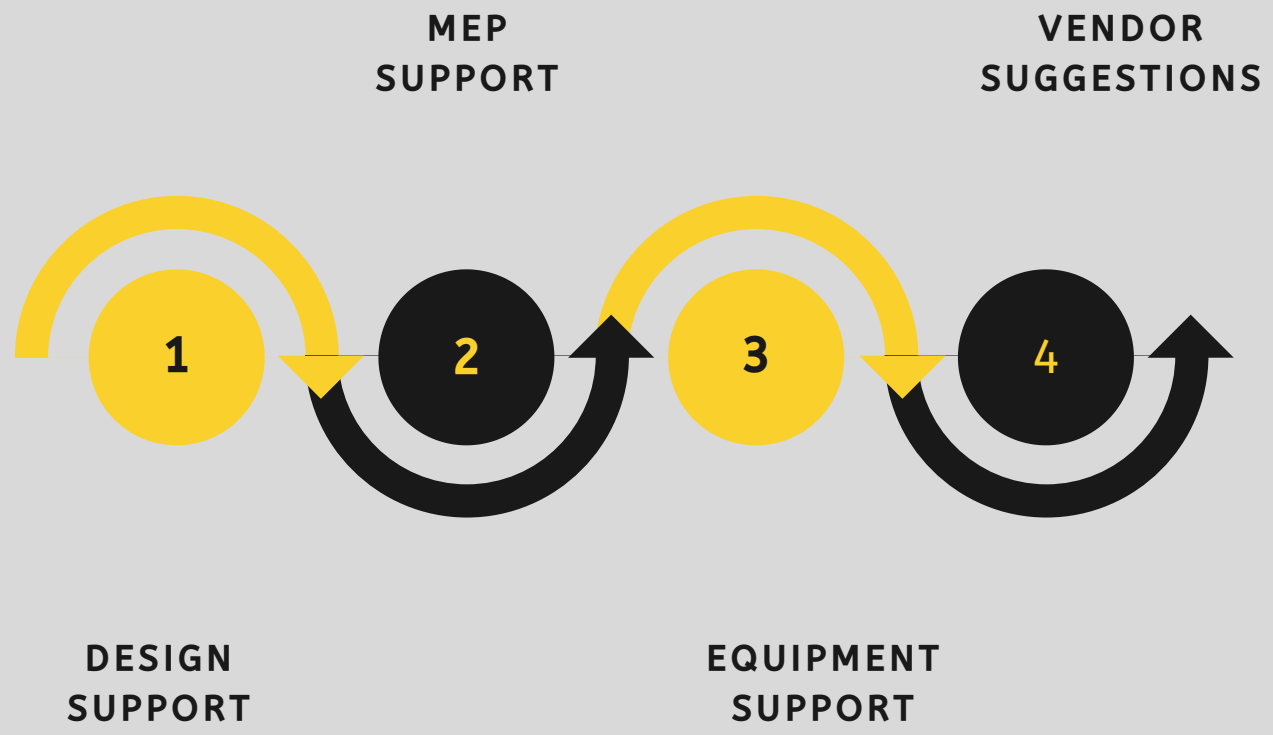 MEP
SUPPORT
VENDOR
SUGGESTIONS
1
2
3
4
DESIGN
SUPPORT
EQUIPMENT
SUPPORT